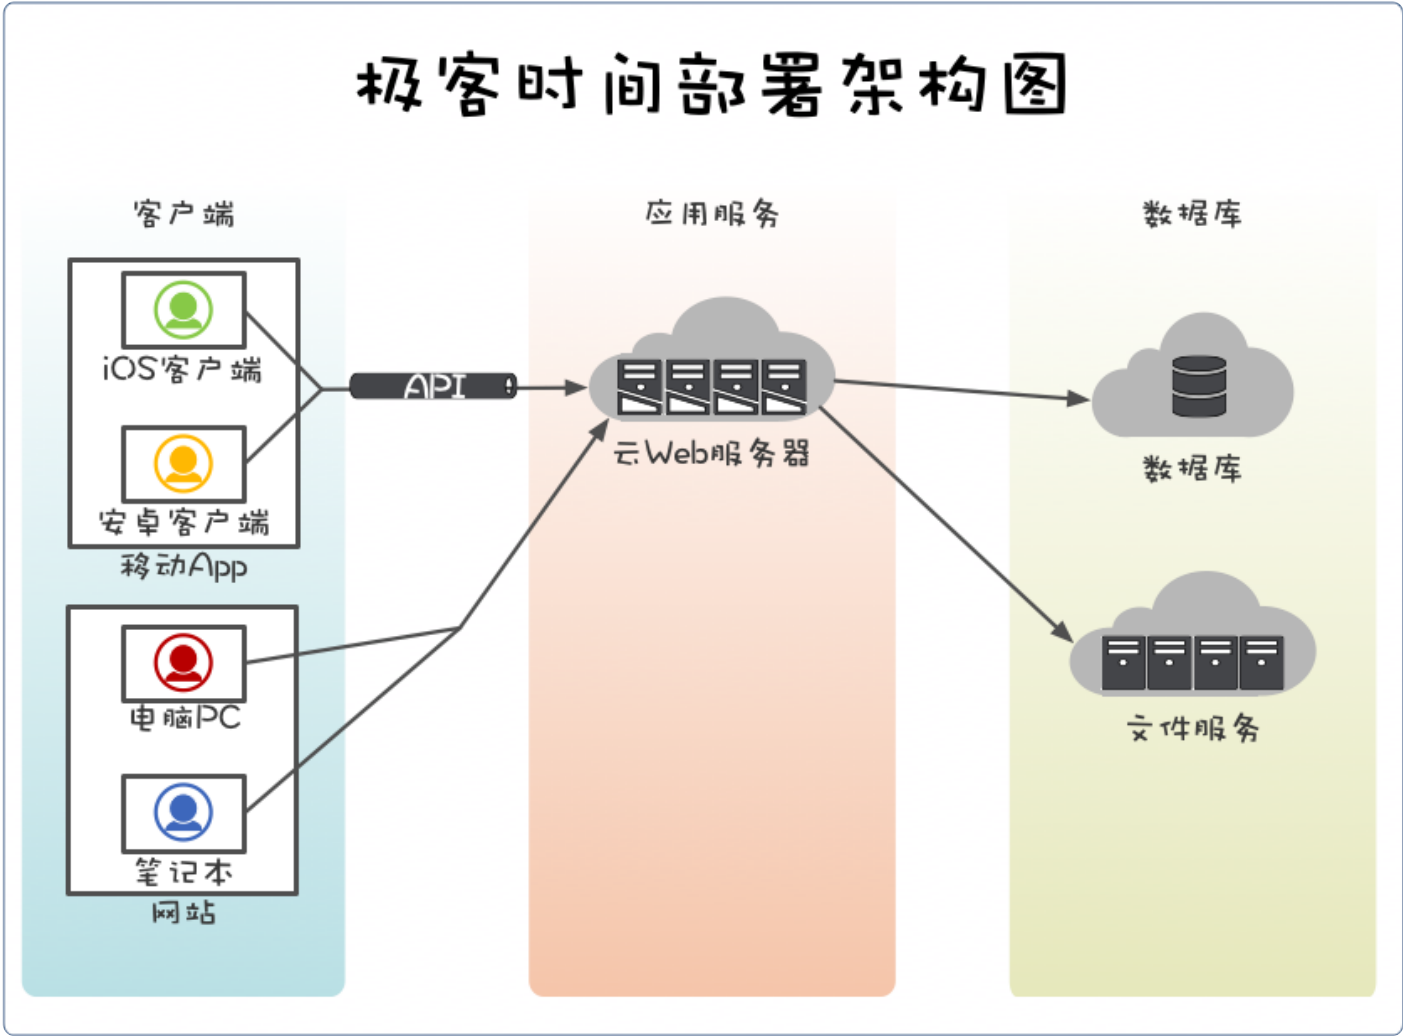 极客时间部署架构图
客户端
应用服务
数据库
iOS客户端
API
安卓客户端
移动App
云Web服务器
数据库
电脑PC
文件服务
笔记本
网站